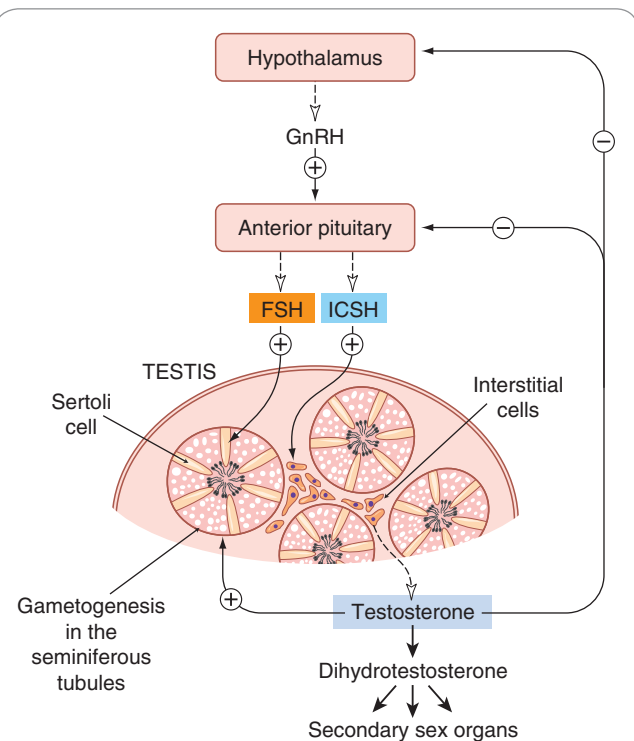 Hypothalamus
−
GnRH
+
Anterior pituitary
−
FSH
ICSH
+
+
TESTIS
Sertoli
cell
Interstitial
cells
Gametogenesis
in the
seminiferous
tubules
+
Testosterone
Dihydrotestosterone
Secondary sex organs